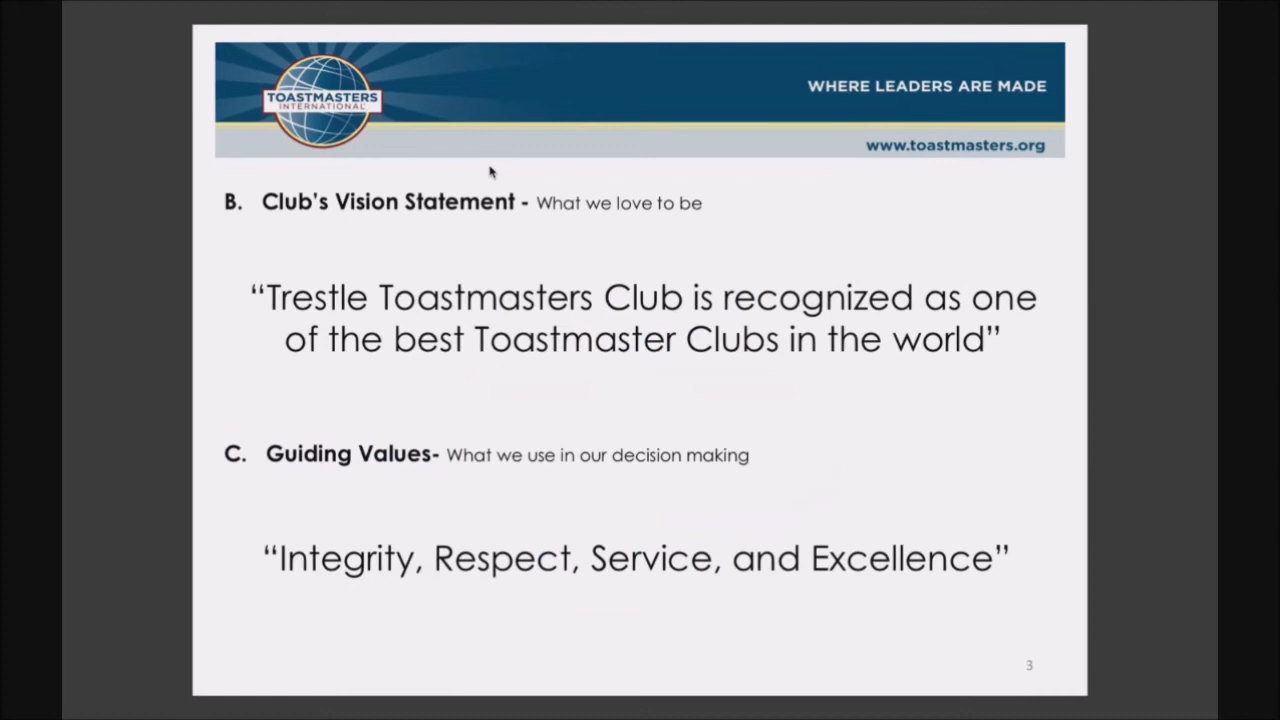 TOASTMASTERS
INTERNATIONAL
WHERE LEADERS ARE MADE
www.toastmasters.org
B. Club's Vision Statement - What we love to be
“Trestle Toastmasters Club is recognized as one
of the best Toastmaster Clubs in the world”
C. Guiding Values- What we use in our decision making
“Integrity, Respect, Service, and Excellence”
3